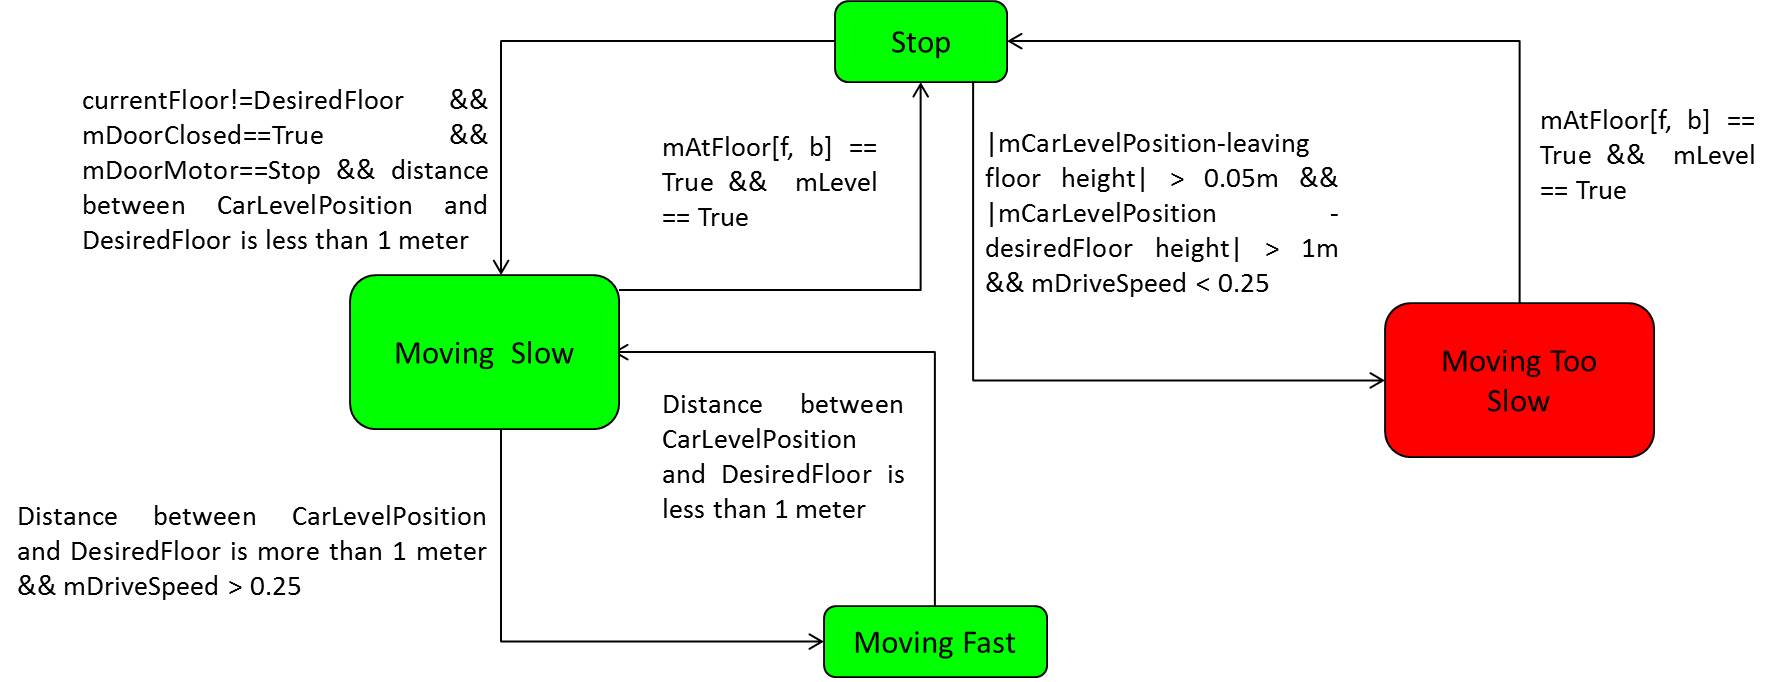 Stop
currentFloor!=DesiredFloor &&
mDoorClosed==True &&
mDoorMotor==Stop && distance
between CarLevelPosition and
DesiredFloor is less than 1 meter
mAtFloor[f, b] ==
True && mLevel
== True
|mCarLevelPosition-leaving
floor height| > 0.05m &&
|mCarLevelPosition -
desiredFloor height| > 1m
&& mDriveSpeed < 0.25
mAtFloor[f, b] ==
True && mLevel
== True
Moving Slow
Moving Too
Slow
Distance between
CarLevelPosition
and DesiredFloor is
less than 1 meter
Distance between CarLevelPosition
and DesiredFloor is more than 1 meter
&& mDriveSpeed > 0.25
Moving Fast